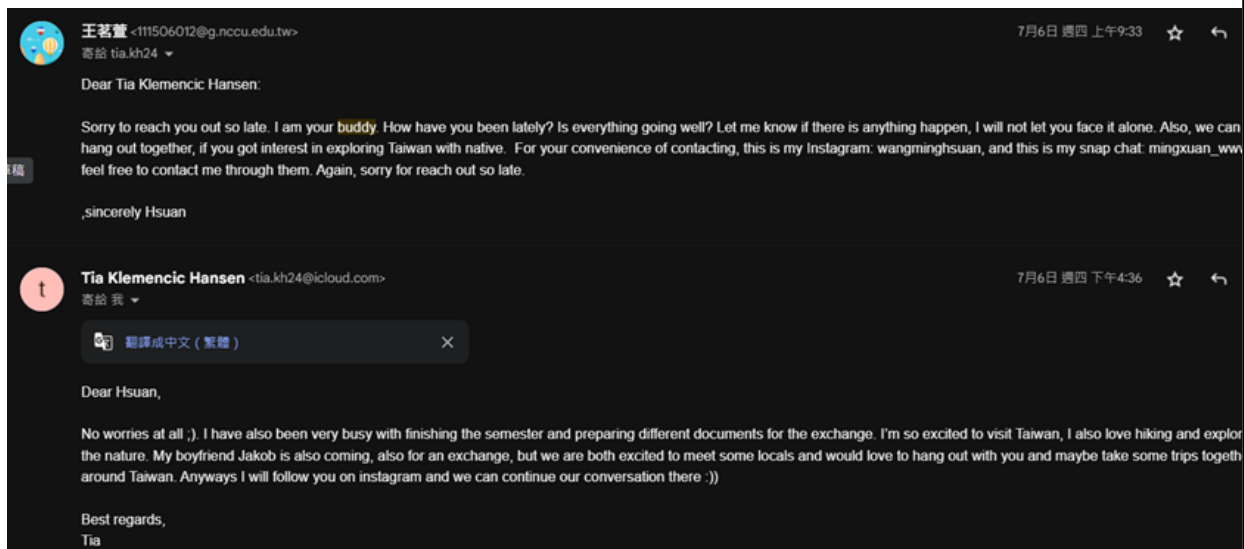 王茗萱 <111506012@g.nccu.edu.tw>
7月6日 週四 上午9:33
寄給 tia.kh24
Dear Tia Klemencic Hansen:
Sorry to reach you out so late. I am your buddy. How have you been lately? Is everything going well? Let me know if there is anything happen, I will not let you face it alone. Also, we can
hang out together, if you got interest in exploring Taiwan with native. For your convenience of contacting, this is my Instagram: wangminghsuan, and this is my snap chat: mingxuan_www
稿
feel free to contact me through them. Again, sorry for reach out so late.
,sincerely Hsuan
t
Tia Klemencic Hansen <tia.kh24@icloud.com>
7月6日 週四 下午4:36
寄給 我
翻譯成中文 ( 繁體 )
Dear Hsuan,
No worries at all ;). I have also been very busy with finishing the semester and preparing different documents for the exchange. I'm so excited to visit Taiwan, I also love hiking and explor
the nature. My boyfriend Jakob is also coming, also for an exchange, but we are both excited to meet some locals and would love to hang out with you and maybe take some trips togeth
around Taiwan. Anyways I will follow you on instagram and we can continue our conversation there :))
Best regards,
Tia